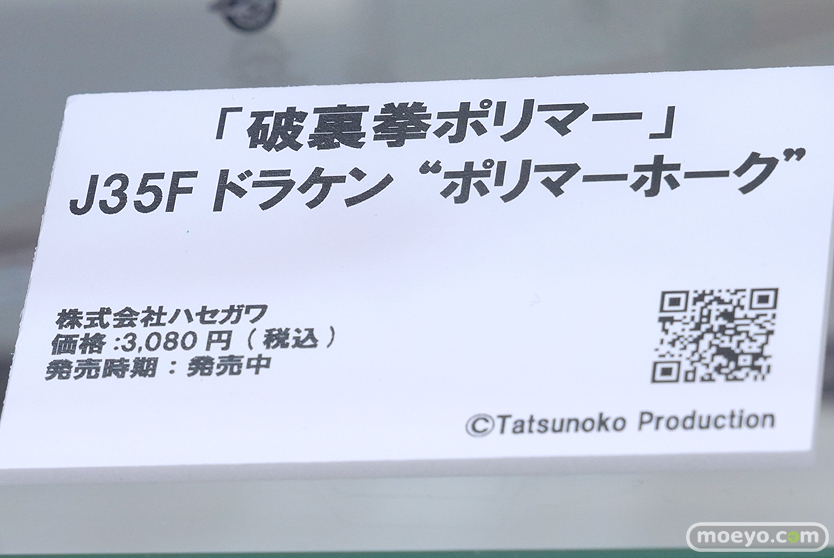 「破裏拳ポリマー」
J35F ドラケン “ポリマーホーク”
株式会社ハセガワ
価格:3,080 円 ( 税込 )
発売時期 : 発売中
©Tatsunoko Production
moeyo.com